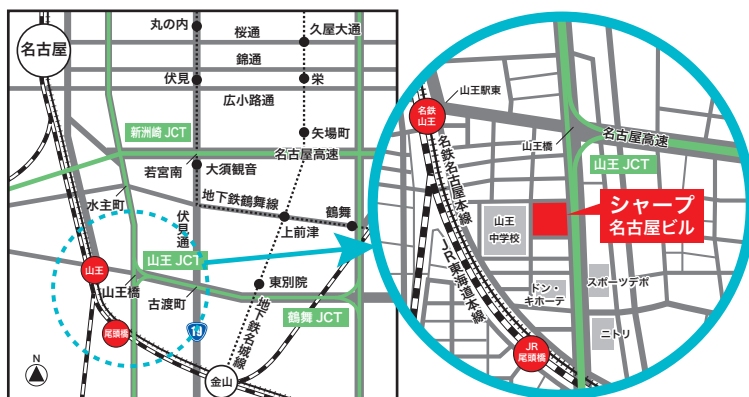 丸の内
久屋大通
名古屋
桜通
錦通
伏見
栄
広小路通
新洲崎 JCT
矢場町
名古屋高速
若宮南
大須観音
水主町
地下鉄鶴舞線
鶴舞
伏見通
上前津
山王
山王 JCT
山王橋
東別院
古渡町
尾頭橋
19
鶴舞 JCT
地下鉄名城線
金山
N
山王駅東
名鉄
山王
山王橋
名古屋高速
名鉄名古屋本線
山王 JCT
シャープ
名古屋ビル
山王
中学校
JR東海道本線
ドン・
キホーテ
スポーツデポ
ニトリ
JR
尾頭橋